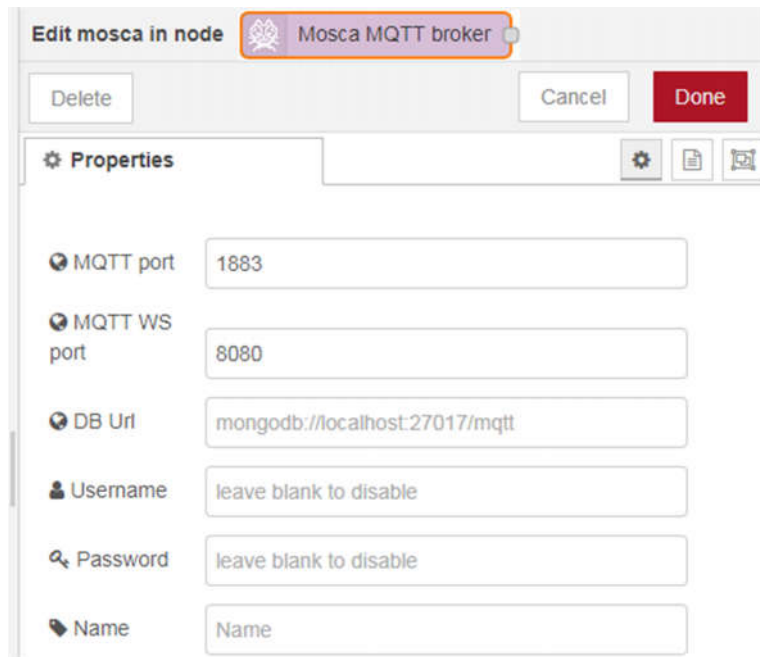 Edit mosca in node Mosca MQTT broker
Delete Cancel Done
Properties
MQTT port 1883
MQTT WS
port 8080
DB Url mongodb://localhost:27017/mqtt
Username leave blank to disable
Password leave blank to disable
Name Name